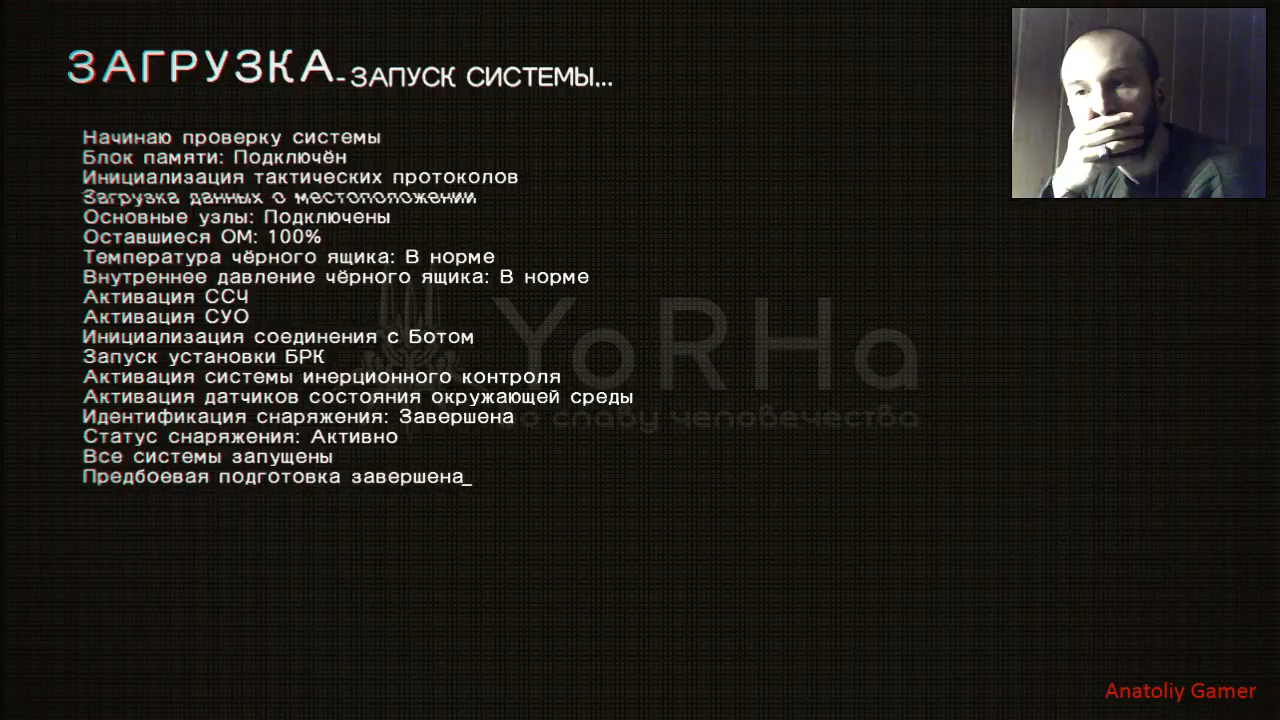 ЗАГРУЗКА - ЗАПУСК СИСТЕМЫ...
Начинаю проверку системы
Блок памяти: Подключён
Инициализация тактических протоколов
Загрузка данных о местоположении
Основные узлы: Подключены
Оставшиеся ОМ: 100%
Температура чёрного ящика: В норме
Внутреннее давление чёрного ящика: В норме
Активация ССЧ
Активация СУО
Инициализация соединения с Ботом
Запуск установки БРК
Активация системы инерционного контроля
Активация датчиков состояния окружающей среды
Идентификация снаряжения: Завершена
Статус снаряжения: Активно
Все системы запущены
Предбоевая подготовка завершена_
YoRHa
о славу человечества
Anatoliy Gamer